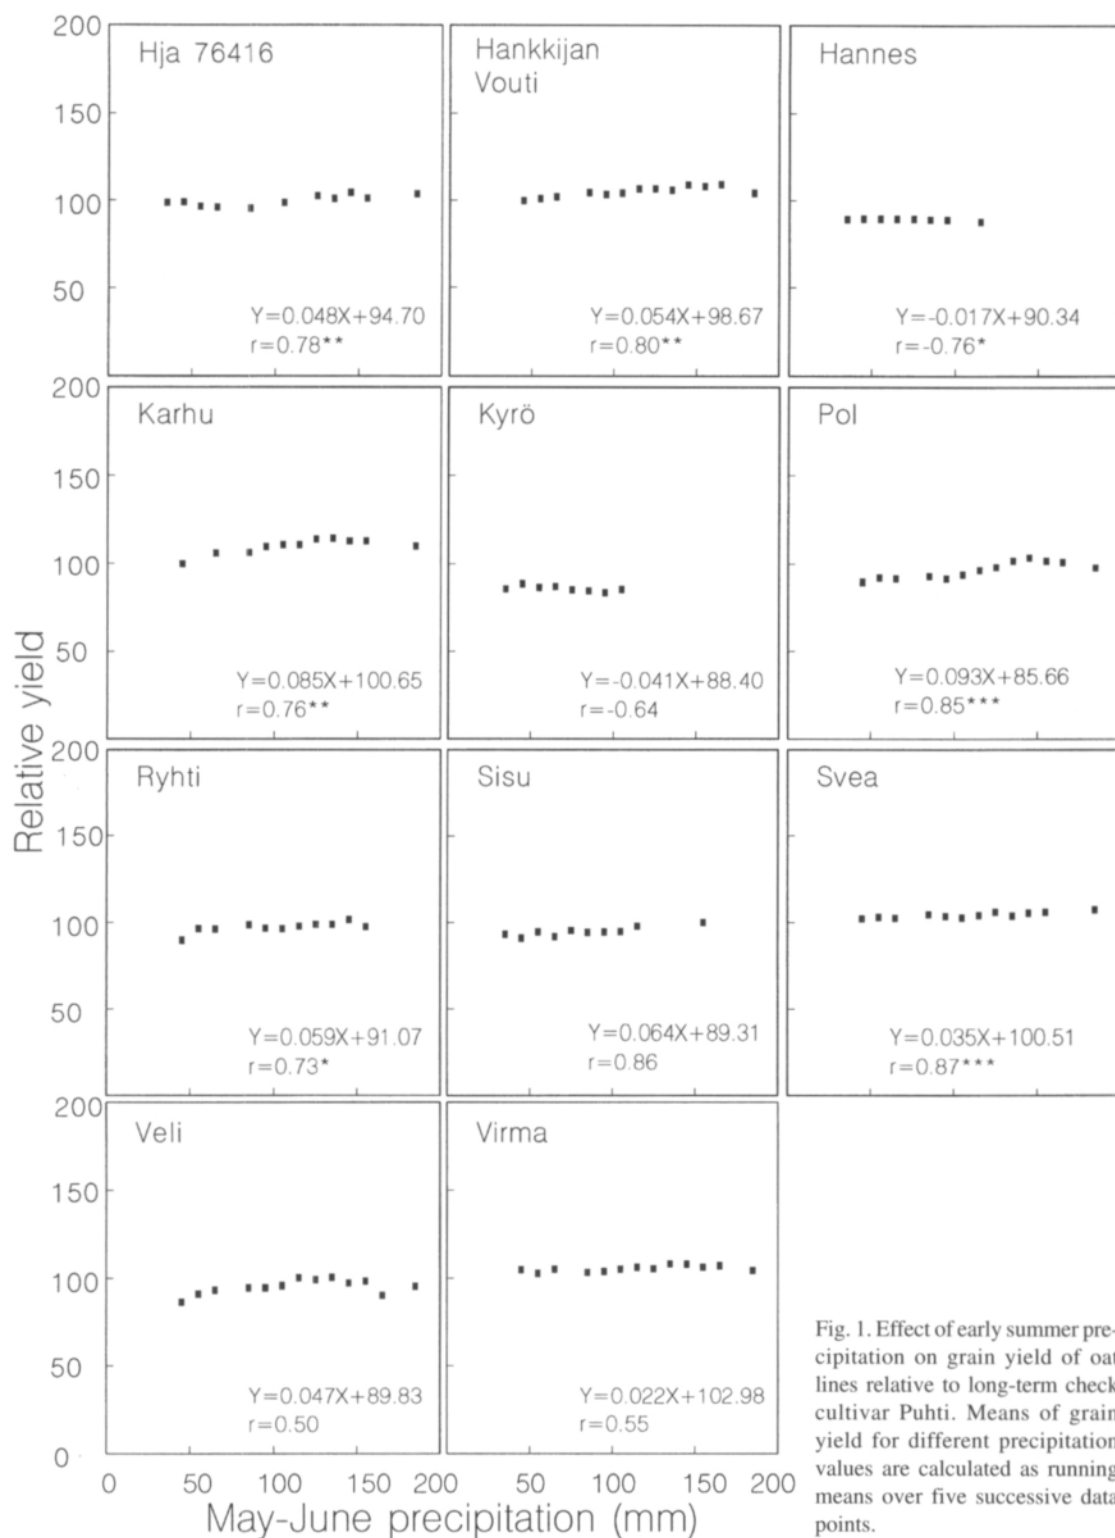 200
150
100
50
Hja 76416
Y=0.048X+94.70
r=0.78**
Hankkijan
Vouti
Y=0.054X+98.67
r=0.80**
Hannes
Y=-0.017X+90.34
r=-0.76*
200
150
100
50
Karhu
Y=0.085X+100.65
r=0.76**
Kyrö
Y=-0.041X+88.40
r=-0.64
Pol
Y=0.093X+85.66
r=0.85***
Relative yield
200
150
100
50
Ryhti
Y=0.059X+91.07
r=0.73*
Sisu
Y=0.064X+89.31
r=0.86
Svea
Y=0.035X+100.51
r=0.87***
200
150
100
50
0
Veli
Y=0.047X+89.83
r=0.50
Virma
Y=0.022X+102.98
r=0.55
0 50 100 150 200 50 100 150 200
May-June precipitation (mm)
Fig. 1. Effect of early summer pre-
cipitation on grain yield of oat
lines relative to long-term check
cultivar Puhti. Means of grain
yield for different precipitation
values are calculated as running
means over five successive data
points.